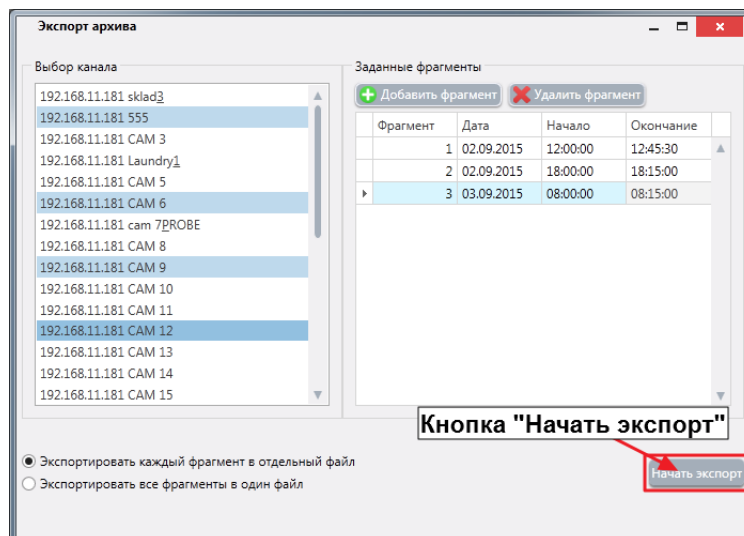 Экспорт архива
Выбор канала
192.168.11.181 sklad3
192.168.11.181 555
192.168.11.181 CAM 3
192.168.11.181 Laundry1
192.168.11.181 CAM 5
192.168.11.181 CAM 6
192.168.11.181 cam 7PROBE
192.168.11.181 CAM 8
192.168.11.181 CAM 9
192.168.11.181 CAM 10
192.168.11.181 CAM 11
192.168.11.181 CAM 12
192.168.11.181 CAM 13
192.168.11.181 CAM 14
192.168.11.181 CAM 15
Заданные фрагменты
Добавить фрагмент Удалить фрагмент
Фрагмент Дата Начало Окончание
1 02.09.2015 12:00:00 12:45:30
2 02.09.2015 18:00:00 18:15:00
3 03.09.2015 08:00:00 08:15:00
Кнопка "Начать экспорт"
Экспортировать каждый фрагмент в отдельный файл
Экспортировать все фрагменты в один файл
Начать экспорт